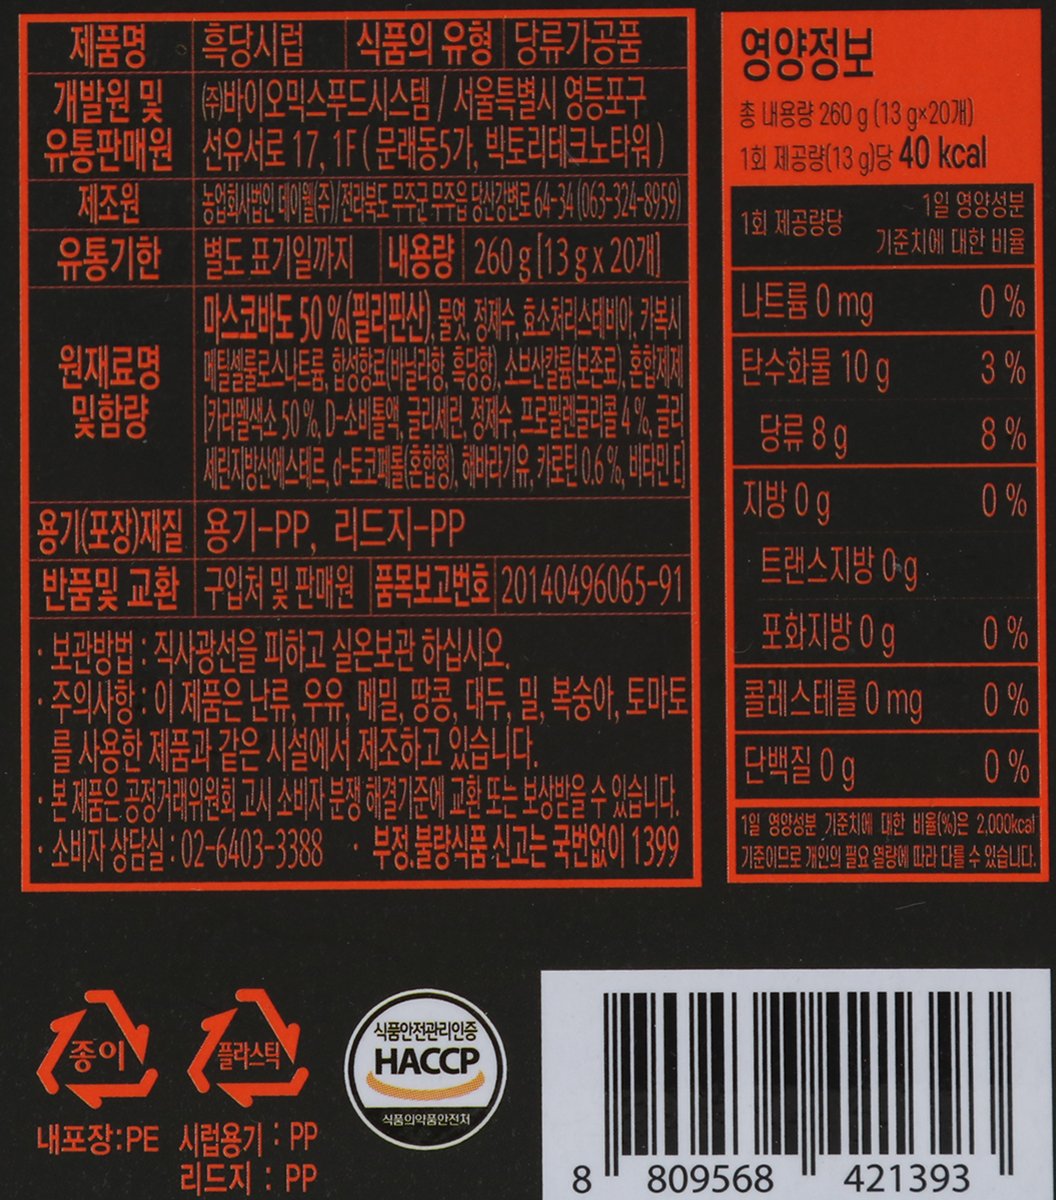 제품명 흑당시럽 식품의 유형 당류가공품
개발원 및
유통판매원
㈜바이오믹스푸드시스템 / 서울특별시 영등포구
선유서로 17, 1F ( 문래동5가, 빅토리테크노타워 )
제조원 농업회사법인 데이웰(주)/전라북도 무주군 무주읍 당산강변로 64-34 (063-324-8959)
유통기한 별도 표기일까지 내용량 260 g [13 g x 20개]
원재료명
및함량
마스코바도 50 %(필리핀산), 물엿, 정제수, 효소처리스테비아, 카복시
메틸셀룰로스나트륨, 합성향료(바닐라향, 흑당향), 소브산칼륨(보존료), 혼합제제
[카라멜색소 50 %, D-소비톨액, 글리세린, 정제수, 프로필렌글리콜 4 %, 글리
세린지방산에스테르, d-토코페롤(혼합형), 해바라기유, 카로틴 0.6 %, 비타민 E]
용기(포장)재질 용기-PP, 리드지-PP
반품및 교환 구입처 및 판매원 품목보고번호 20140496065-91
· 보관방법 : 직사광선을 피하고 실온보관 하십시오.
· 주의사항 : 이 제품은 난류, 우유, 메밀, 땅콩, 대두, 밀, 복숭아, 토마토
를 사용한 제품과 같은 시설에서 제조하고 있습니다.
· 본 제품은 공정거래위원회 고시 소비자 분쟁 해결기준에 교환 또는 보상받을 수 있습니다.
· 소비자 상담실 : 02-6403-3388 · 부정.불량식품 신고는 국번없이 1399
영양정보
총 내용량 260 g (13 g×20개)
1회 제공량(13 g)당 40 kcal
1회 제공량당
1일 영양성분
기준치에 대한 비율
나트륨 0 mg 0 %
탄수화물 10 g 3 %
당류 8 g 8 %
지방 0 g 0 %
트랜스지방 0 g
포화지방 0 g 0 %
콜레스테롤 0 mg 0 %
단백질 0 g 0 %
1일 영양성분 기준치에 대한 비율(%)은 2,000kcal
기준이므로 개인의 필요 열량에 따라 다를 수 있습니다.
종이
내포장:PE
플라스틱
시럽용기 : PP
리드지 : PP
식품안전관리인증
HACCP
식품의약품안전처
8 809568 421393